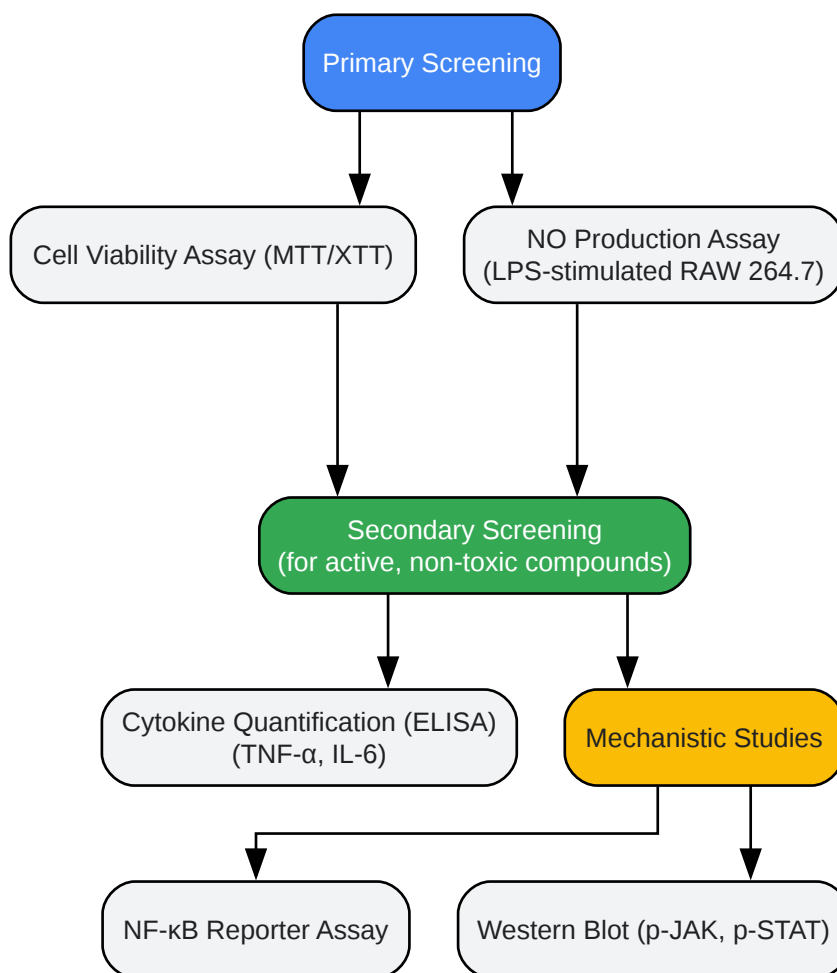 Primary Screening
Cell Viability Assay (MTT/XTT)
NO Production Assay
(LPS-stimulated RAW 264.7)
Secondary Screening
(for active, non-toxic compounds)
Cytokine Quantification (ELISA)
(TNF-α, IL-6)
Mechanistic Studies
NF-κB Reporter Assay
Western Blot (p-JAK, p-STAT)